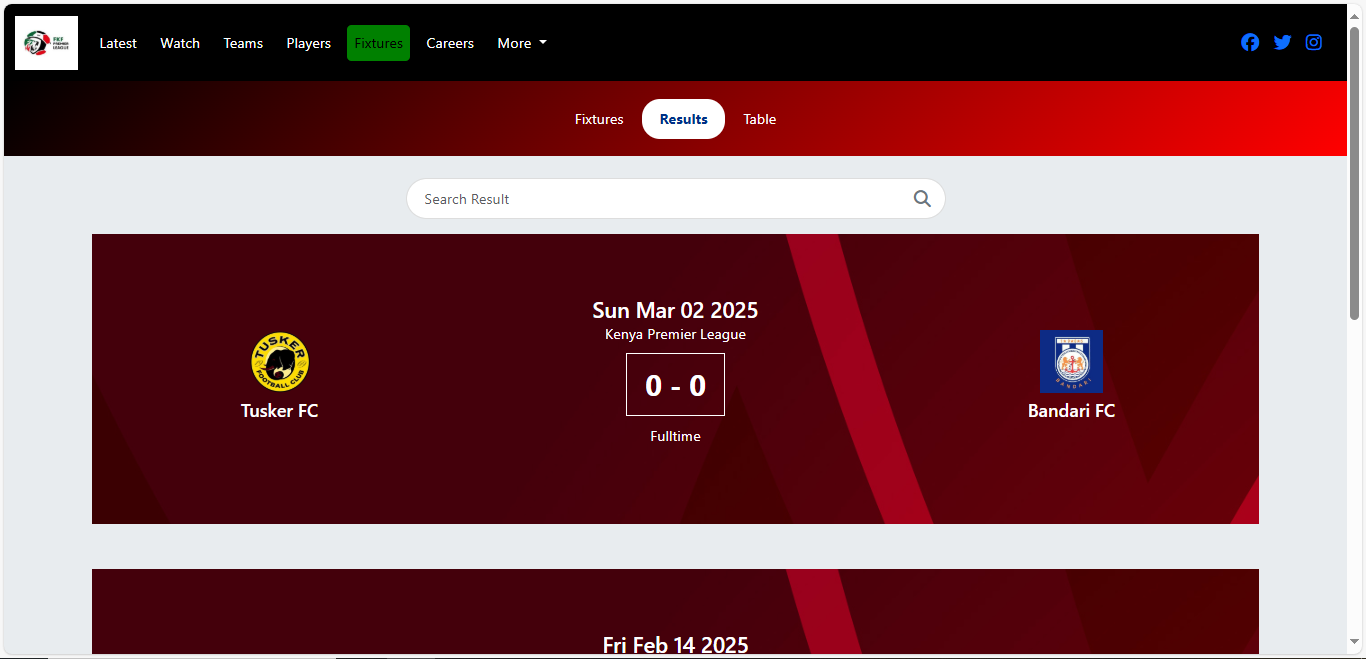 FKF
PREMIER
LEAGUE
Latest Watch Teams Players Fixtures Careers More
Fixtures Results Table
Search Result
Sun Mar 02 2025
Kenya Premier League
0 - 0
Fulltime
TUSKER
FOOTBALL CLUB
Tusker FC
BANDARI
Bandari FC
Fri Feb 14 2025